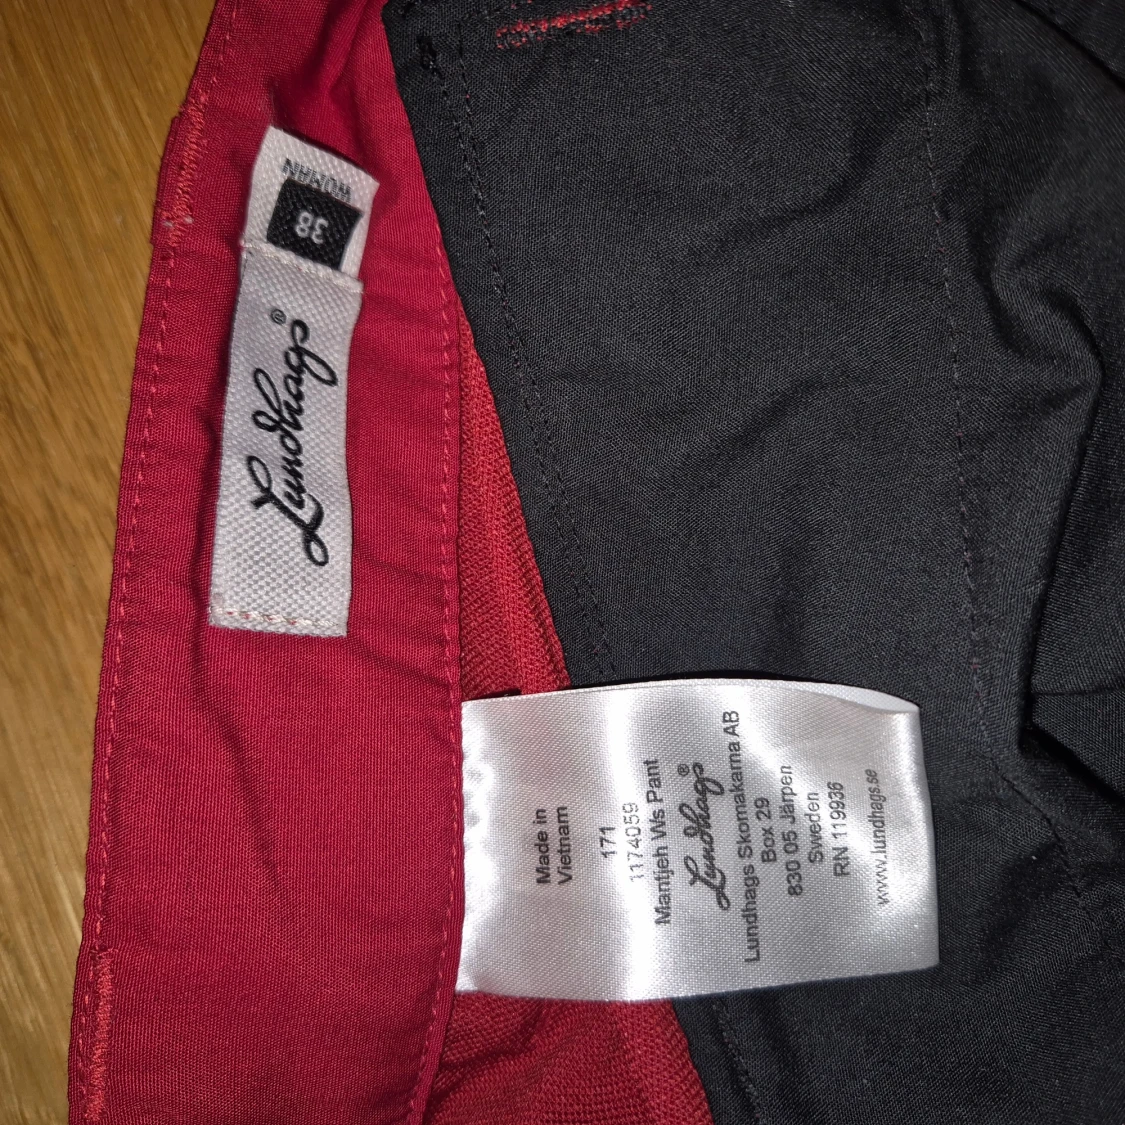 WOMAN
38
Lundhags®
Made in
Vietnam
171
1174059
Mantjeh Ws Pant
Lundhags®
Lundhags Skomakarna AB
Box 29
830 05 Järpen
Sweden
RN 119936
www.lundhags.se